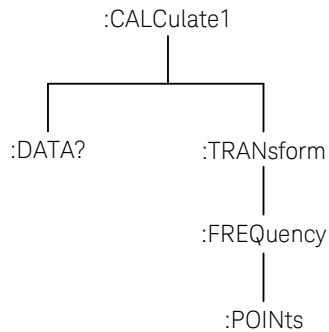 :CALCulate1
:DATA?
:TRANsform
:FREQuency
:POINts